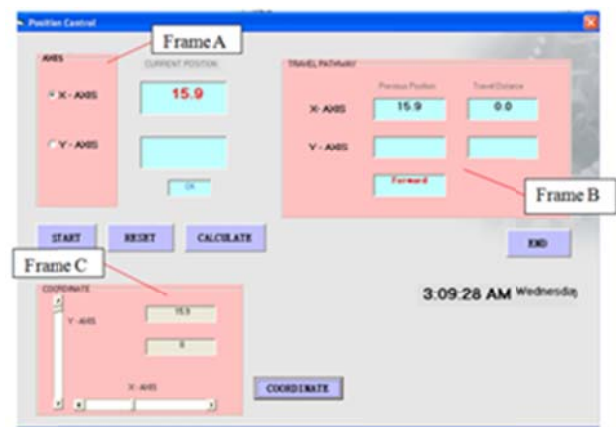 Position Control
Frame A
AXIS
CURRENT POSITION
X - AXIS
15.9
Y - AXIS
TRAVEL PATHWAY
Previous Position
Travel Distance
X- AXIS
15.9
0.0
Y - AXIS
Forward
Frame B
START
RESET
CALCULATE
END
Frame C
COORDINATE
Y - AXIS
15.9
0
X - AXIS
3:09:28 AM Wednesday
COORDINATE